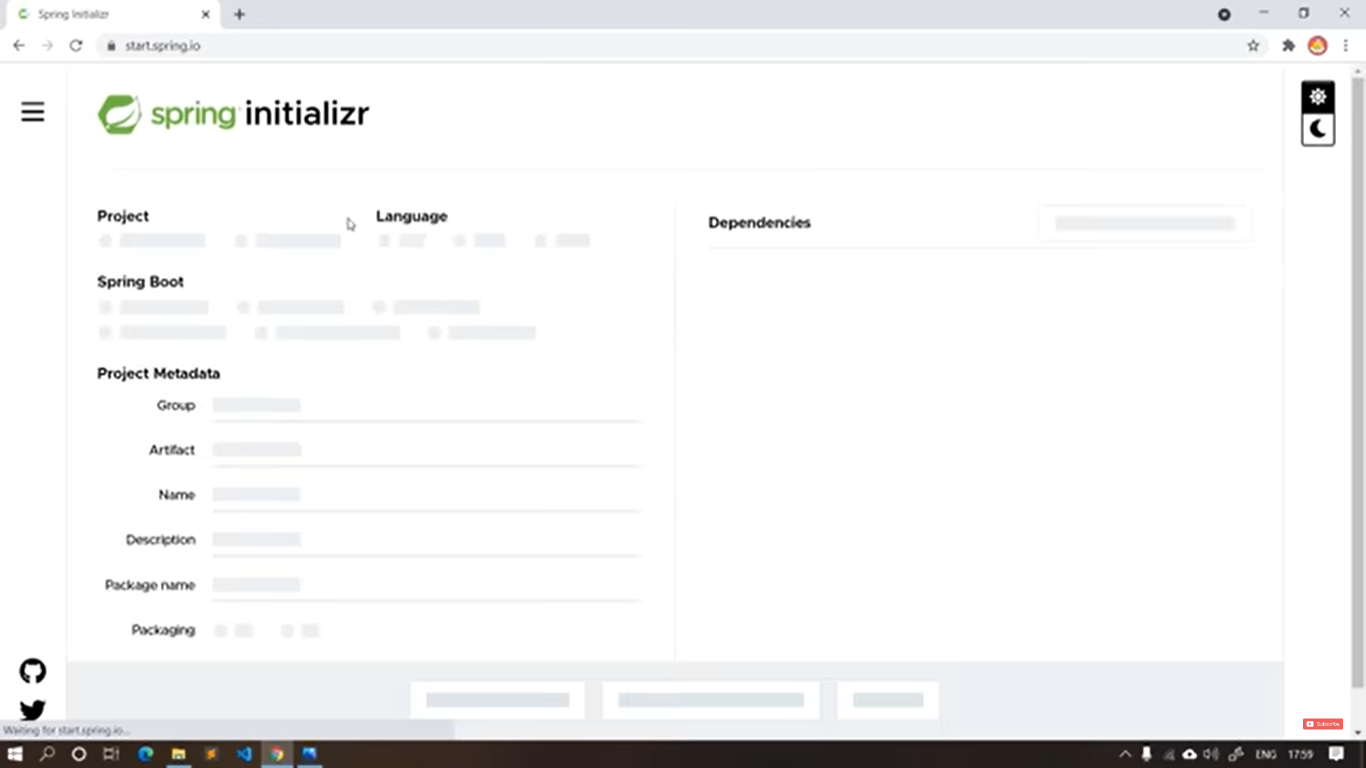 Spring Initializr
start.spring.io
spring initializr
Project
Language
Dependencies
Spring Boot
Project Metadata
Group
Artifact
Name
Description
Package name
Packaging
Waiting for start.spring.io...
Subscribe
ENG
17:59